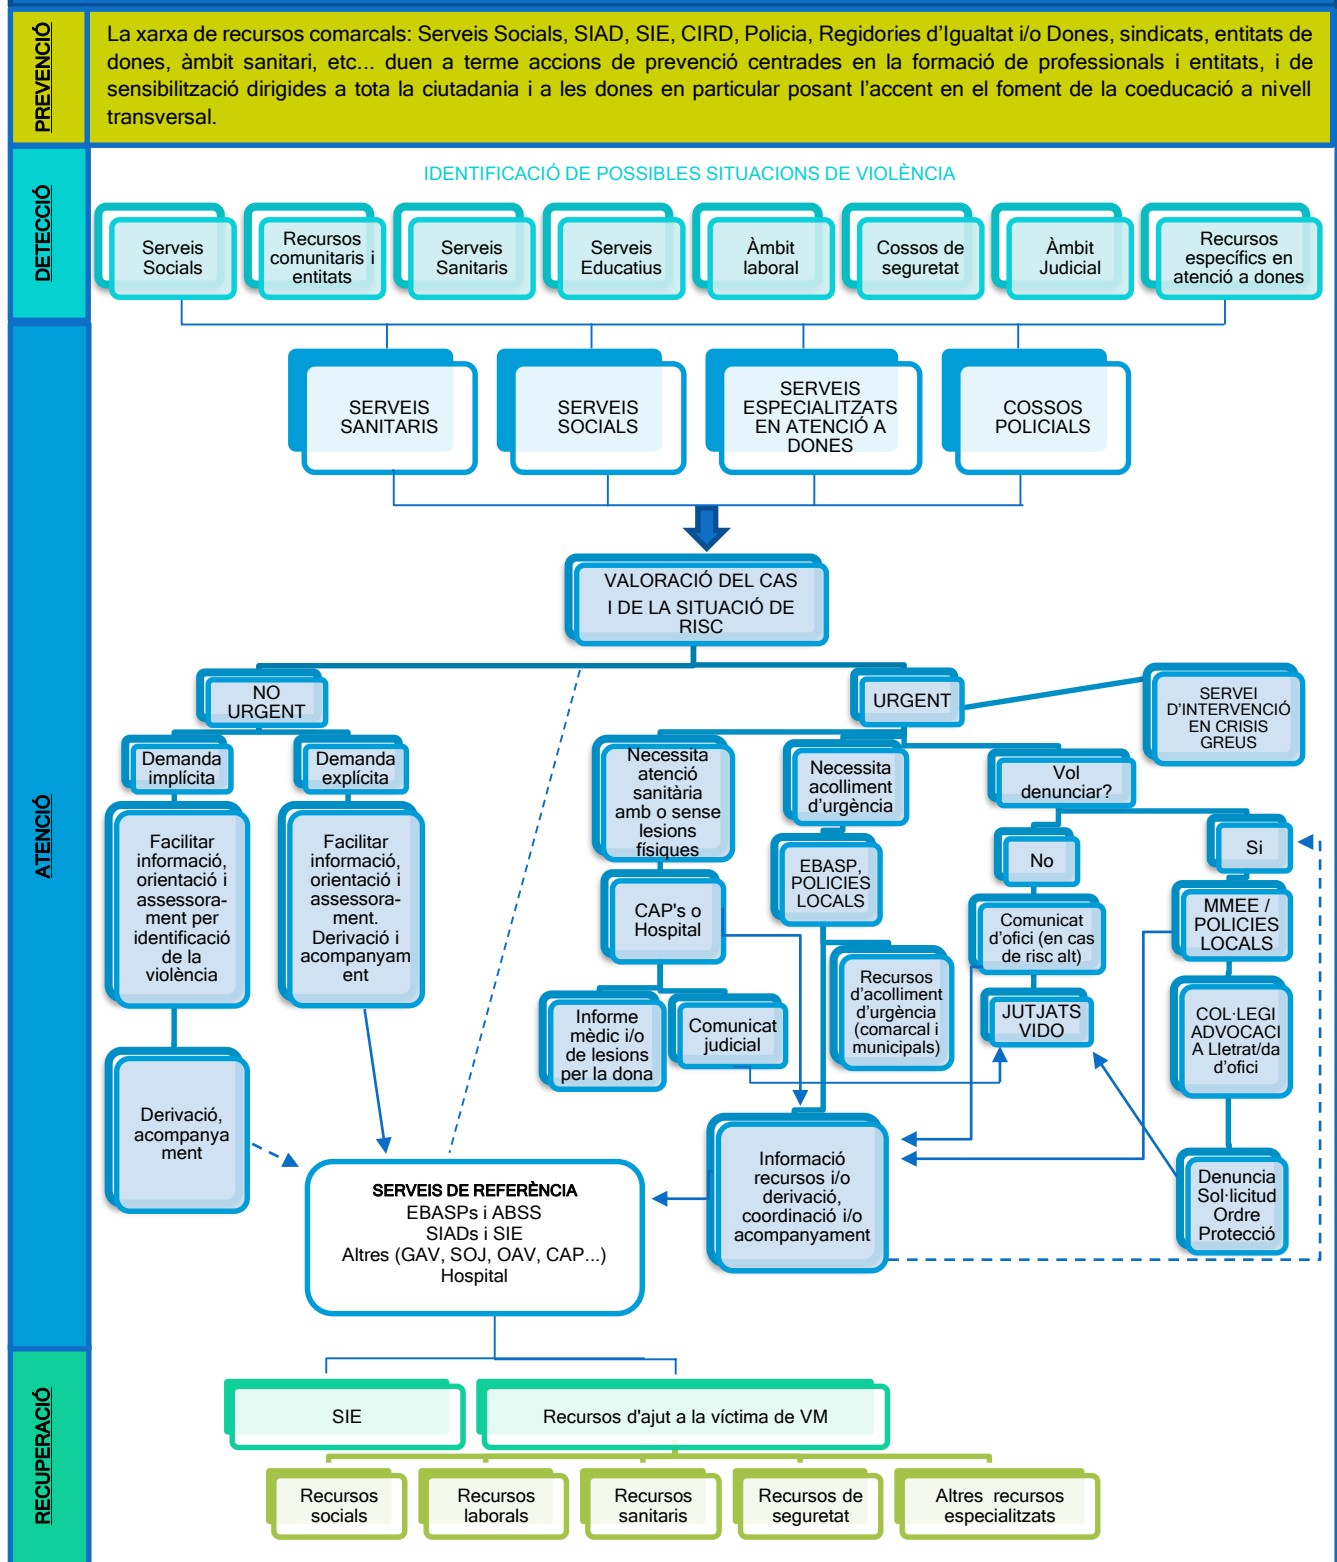 PREVENCIÓ
La xarxa de recursos comarcals: Serveis Socials, SIAD, SIE, CIRD, Policia, Regidories d'Igualtat i/o Dones, sindicats, entitats de
dones, àmbit sanitari, etc... duen a terme accions de prevenció centrades en la formació de professionals i entitats, i de
sensibilització dirigides a tota la ciutadania i a les dones en particular posant l'accent en el foment de la coeducació a nivell
transversal.
DETECCIÓ
IDENTIFICACIÓ DE POSSIBLES SITUACIONS DE VIOLÈNCIA
Serveis
Socials
Recursos
comunitaris i
entitats
Serveis
Sanitaris
Serveis
Educatius
Àmbit
laboral
Cossos de
seguretat
Àmbit
Judicial
Recursos
específics en
atenció a dones
ATENCIÓ
SERVEIS
SANITARIS
SERVEIS
SOCIALS
SERVEIS
ESPECIALITZATS
EN ATENCIÓ A
DONES
COSSOS
POLICIALS
VALORACIÓ DEL CAS
I DE LA SITUACIÓ DE
RISC
NO
URGENT
URGENT
SERVEI
D'INTERVENCIÓ
EN CRISIS
GREUS
Demanda
implícita
Demanda
explícita
Necessita
atenció
sanitària
amb o sense
lesions
físiques
Necessita
acolliment
d'urgència
Vol
denunciar?
Facilitar
informació,
orientació i
assessora-
ment per
identificació
de la
violència
Facilitar
informació,
orientació i
assessora-
ment.
Derivació i
acompanyam
ent
CAP's o
Hospital
EBASP,
POLICIES
LOCALS
No
Si
Comunicat
d'ofici (en cas
de risc alt)
MMEE /
POLICIES
LOCALS
Informe
mèdic i/o
de lesions
per la dona
Comunicat
judicial
Recursos
d'acolliment
d'urgència
(comarcal i
municipals)
JUTJATS
VIDO
COL·LEGI
ADVOCACI
A Lletrat/da
d'ofici
Derivació,
acompanya
ment
SERVEIS DE REFERÈNCIA
EBASPs i ABSS
SIADs i SIE
Altres (GAV, SOJ, OAV, CAP...)
Hospital
Informació
recursos i/o
derivació,
coordinació i/o
acompanyament
Denuncia
Sol·licitud
Ordre
Protecció
RECUPERACIÓ
SIE
Recursos d'ajut a la víctima de VM
Recursos
socials
Recursos
laborals
Recursos
sanitaris
Recursos de
seguretat
Altres recursos
especialitzats